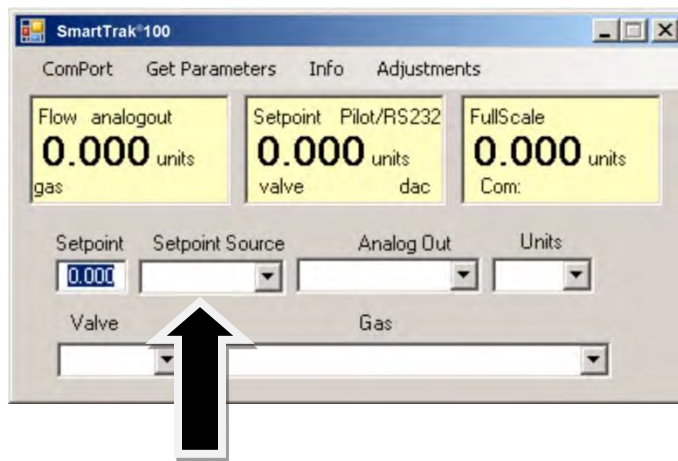 SmartTrak®100
ComPort Get Parameters Info Adjustments
Flow analogout
0.000 units
gas
Setpoint Pilot/RS232
0.000 units
valve dac
FullScale
0.000 units
Com:
Setpoint Setpoint Source Analog Out Units
0.000
Valve Gas